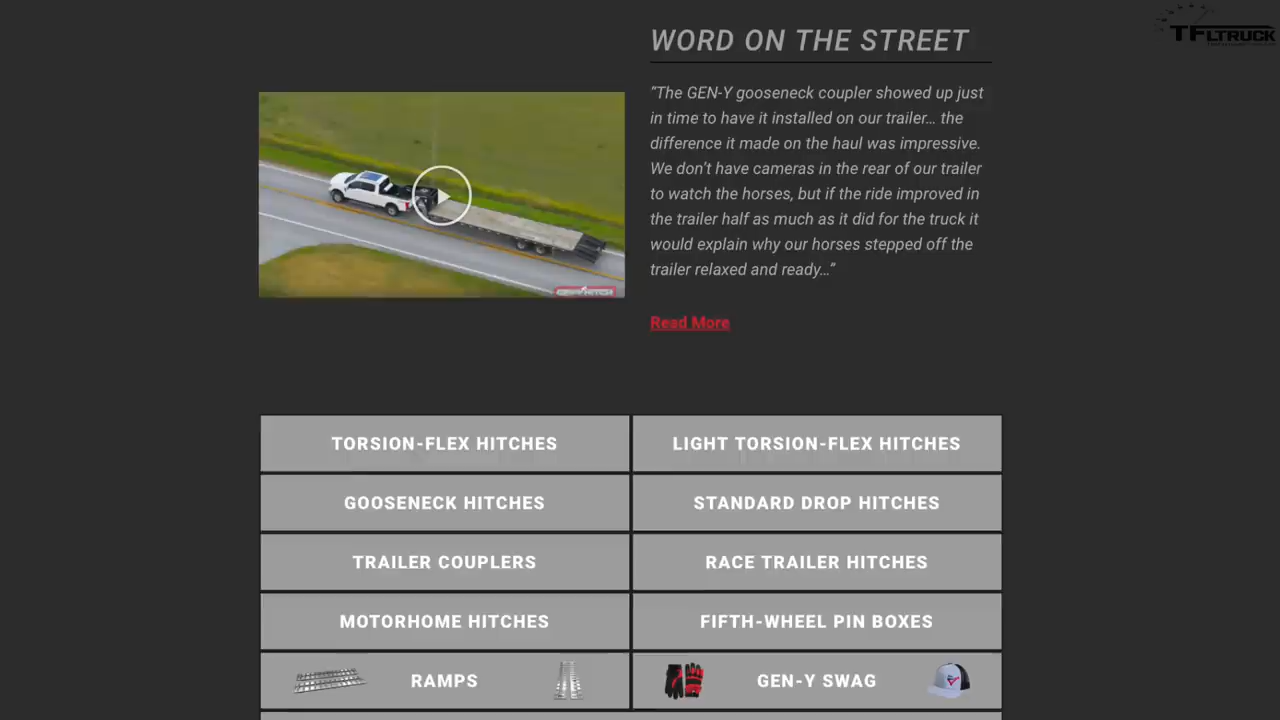 TFLTRUCK
WORD ON THE STREET
"The GEN-Y gooseneck coupler showed up just
in time to have it installed on our trailer... the
difference it made on the haul was impressive.
We don't have cameras in the rear of our trailer
to watch the horses, but if the ride improved in
the trailer half as much as it did for the truck it
would explain why our horses stepped off the
trailer relaxed and ready..."
Read More
TORSION-FLEX HITCHES
LIGHT TORSION-FLEX HITCHES
GOOSENECK HITCHES
STANDARD DROP HITCHES
TRAILER COUPLERS
RACE TRAILER HITCHES
MOTORHOME HITCHES
FIFTH-WHEEL PIN BOXES
RAMPS
GEN-Y SWAG